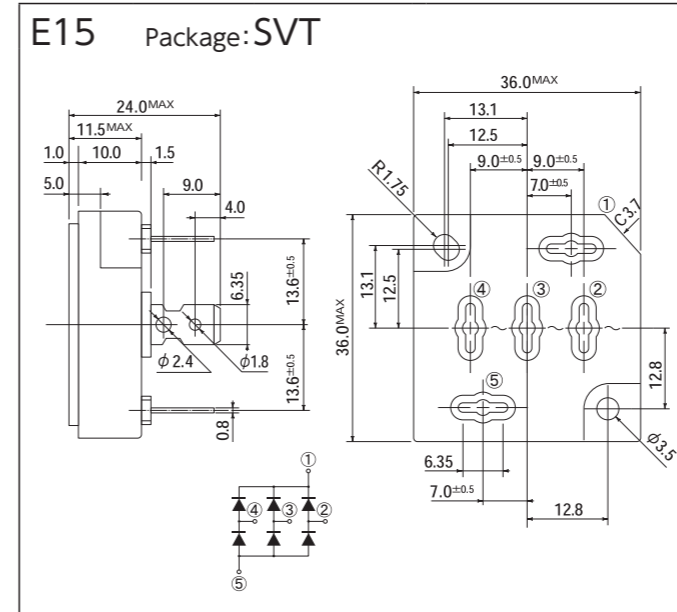 E15 Package:SVT
24.0MAX
11.5MAX
1.0 10.0 1.5
5.0
9.0
4.0
6.35
13.6±0.5
13.6±0.5
ϕ2.4
ϕ1.8
0.8
36.0MAX
13.1
12.5
9.0±0.5 9.0±0.5
7.0±0.5
R1.75
①
C3.7
36.0MAX
13.1
12.5
④ ③ ②
~ ~ ~
⑤
12.8
ϕ3.5
6.35
7.0±0.5
12.8
①
④ ③ ②
⑤